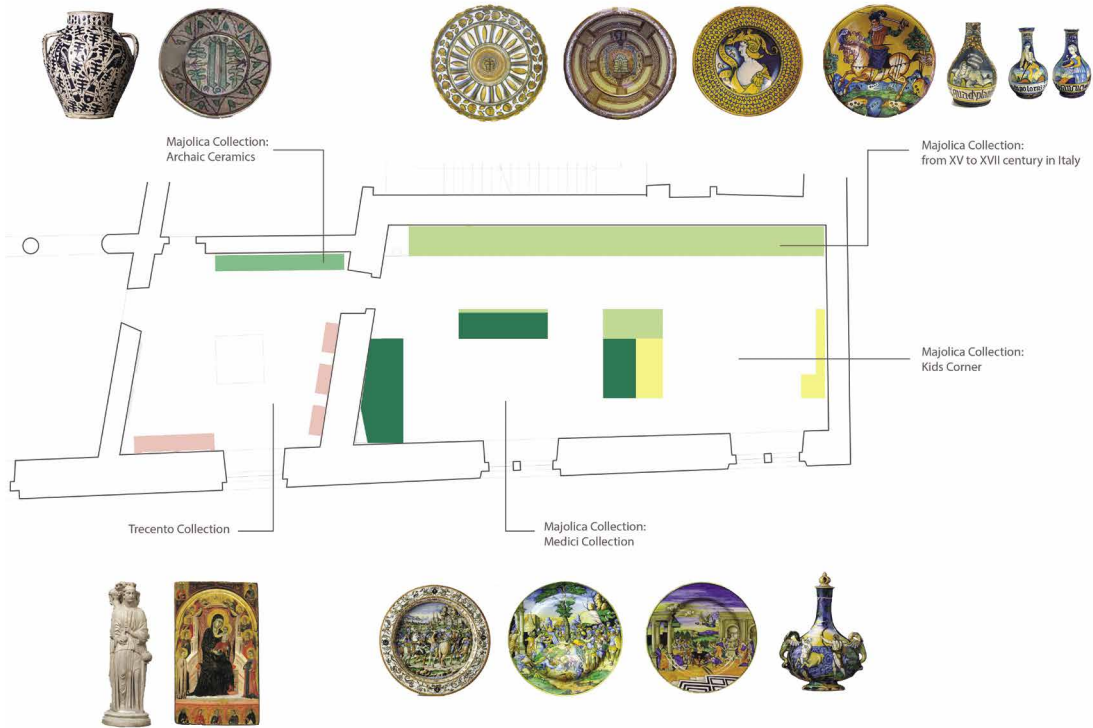 Majolica Collection:
Archaic Ceramics
Majolica Collection:
from XV to XVII century in Italy
Majolica Collection:
Kids Corner
Trecento Collection
Majolica Collection:
Medici Collection